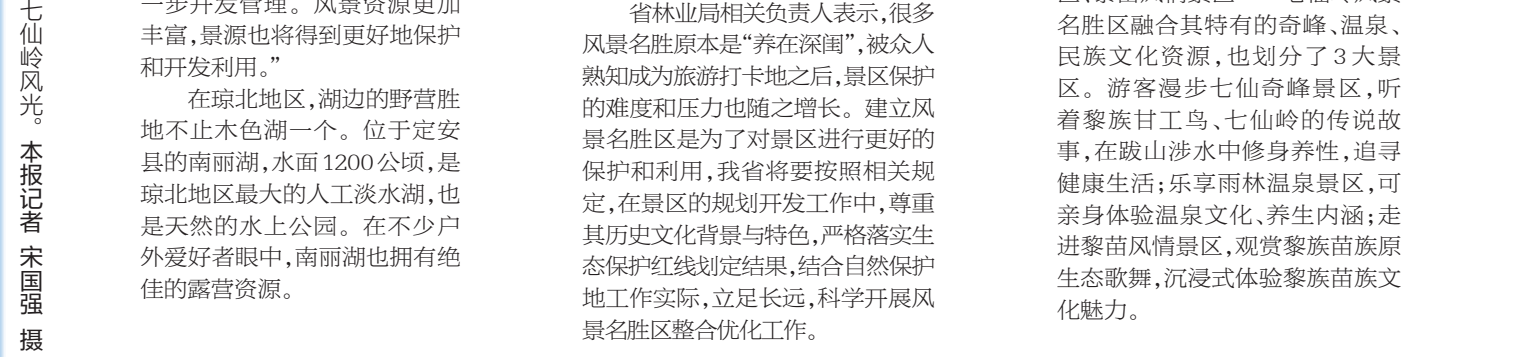 七仙岭风光。 本报记者 宋国强 摄
一步开发管理。风景资源更加
丰富,景源也将得到更好地保护
和开发利用。”
在琼北地区,湖边的野营胜
地不止木色湖一个。位于定安
县的南丽湖,水面1200公顷,是
琼北地区最大的人工淡水湖,也
是天然的水上公园。在不少户
外爱好者眼中,南丽湖也拥有绝
佳的露营资源。
省林业局相关负责人表示,很多
风景名胜原本是“养在深闺”,被众人
熟知成为旅游打卡地之后,景区保护
的难度和压力也随之增长。建立风
景名胜区是为了对景区进行更好的
保护和利用,我省将要按照相关规
定,在景区的规划开发工作中,尊重
其历史文化背景与特色,严格落实生
态保护红线划定结果,结合自然保护
地工作实际,立足长远,科学开展风
景名胜区整合优化工作。
名胜区融合其特有的奇峰、温泉、
民族文化资源,也划分了3大景
区。游客漫步七仙奇峰景区,听
着黎族甘工鸟、七仙岭的传说故
事,在跋山涉水中修身养性,追寻
健康生活;乐享雨林温泉景区,可
亲身体验温泉文化、养生内涵;走
进黎苗风情景区,观赏黎族苗族原
生态歌舞,沉浸式体验黎族苗族文
化魅力。